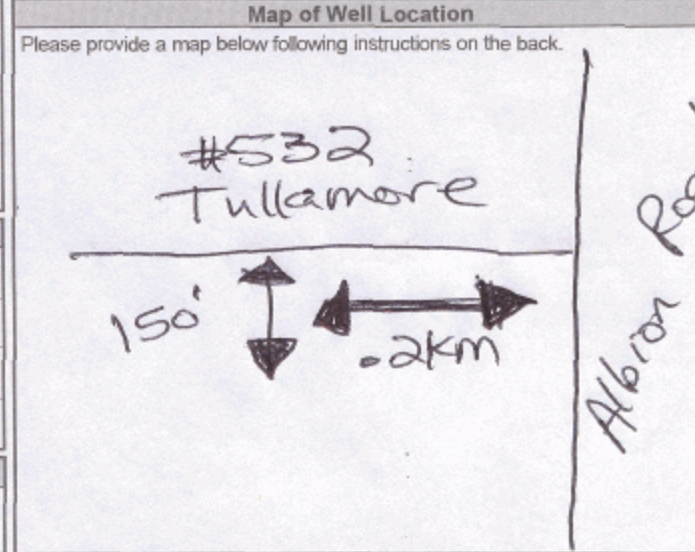 Map of Well Location
Please provide a map below following instructions on the back.
#532
Tullamore
150'
.2km
Albion